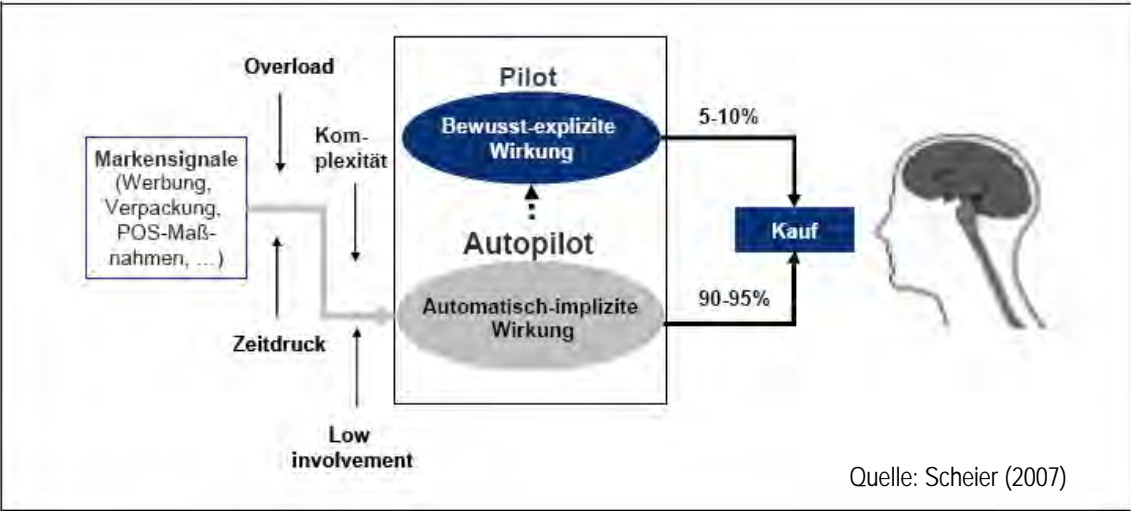 Overload
Markensignale
(Werbung,
Verpackung,
POS-Maß-
nahmen, …)
Zeitdruck
Kom-
plexität
Low
involvement
Pilot
Bewusst-explizite
Wirkung
Autopilot
Automatisch-implizite
Wirkung
5-10%
90-95%
Kauf
Quelle: Scheier (2007)